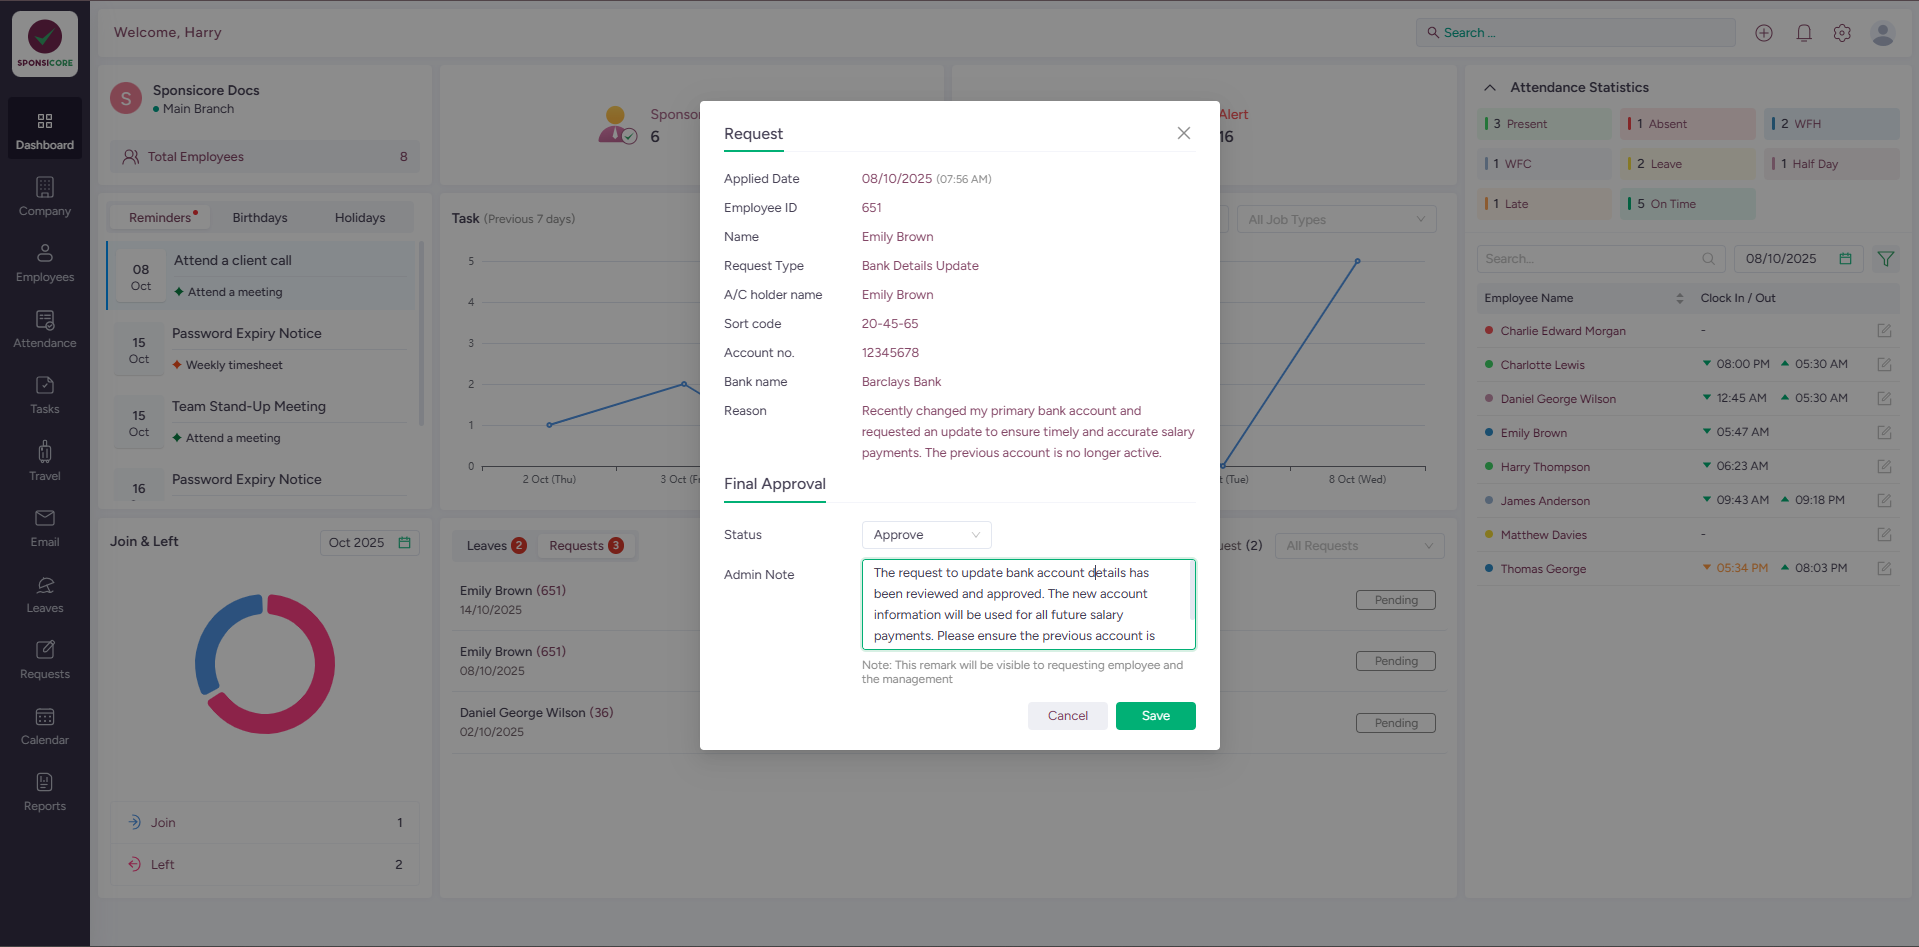 SPONSICORE
Dashboard
Company
Employees
Attendance
Tasks
Travel
Email
Leaves
Requests
Calendar
Reports
Welcome, Harry
Search ...
S
Sponsicore Docs
Main Branch
Total Employees 8
6
Alert
16
Reminders Birthdays Holidays
08
Oct
Attend a client call
Attend a meeting
15
Oct
Password Expiry Notice
Weekly timesheet
15
Oct
Team Stand-Up Meeting
Attend a meeting
16
Password Expiry Notice
Task (Previous 7 days)
All Job Types
5
4
3
2
1
0
2 Oct (Thu)
3 Oct
(Tue)
8 Oct (Wed)
Join & Left
Oct 2025
Join 1
Left 2
Leaves 2 Requests 3
(2)
All Requests
Emily Brown (651)
14/10/2025
Pending
Emily Brown (651)
08/10/2025
Pending
Daniel George Wilson (36)
02/10/2025
Pending
Request
Applied Date 08/10/2025 (07:56 AM)
Employee ID 651
Name Emily Brown
Request Type Bank Details Update
A/C holder name Emily Brown
Sort code 20-45-65
Account no. 12345678
Bank name Barclays Bank
Reason Recently changed my primary bank account and
requested an update to ensure timely and accurate salary
payments. The previous account is no longer active.
Final Approval
Status Approve
Admin Note The request to update bank account details has
been reviewed and approved. The new account
information will be used for all future salary
payments. Please ensure the previous account is
Note: This remark will be visible to requesting employee and
the management
Cancel Save
Attendance Statistics
3 Present 1 Absent 2 WFH
1 WFC 2 Leave 1 Half Day
1 Late 5 On Time
Search... 08/10/2025
Employee Name Clock In / Out
Charlie Edward Morgan -
Charlotte Lewis 08:00 PM 05:30 AM
Daniel George Wilson 12:45 AM 05:30 AM
Emily Brown 05:47 AM
Harry Thompson 06:23 AM
James Anderson 09:43 AM 09:18 PM
Matthew Davies -
Thomas George 05:34 PM 08:03 PM